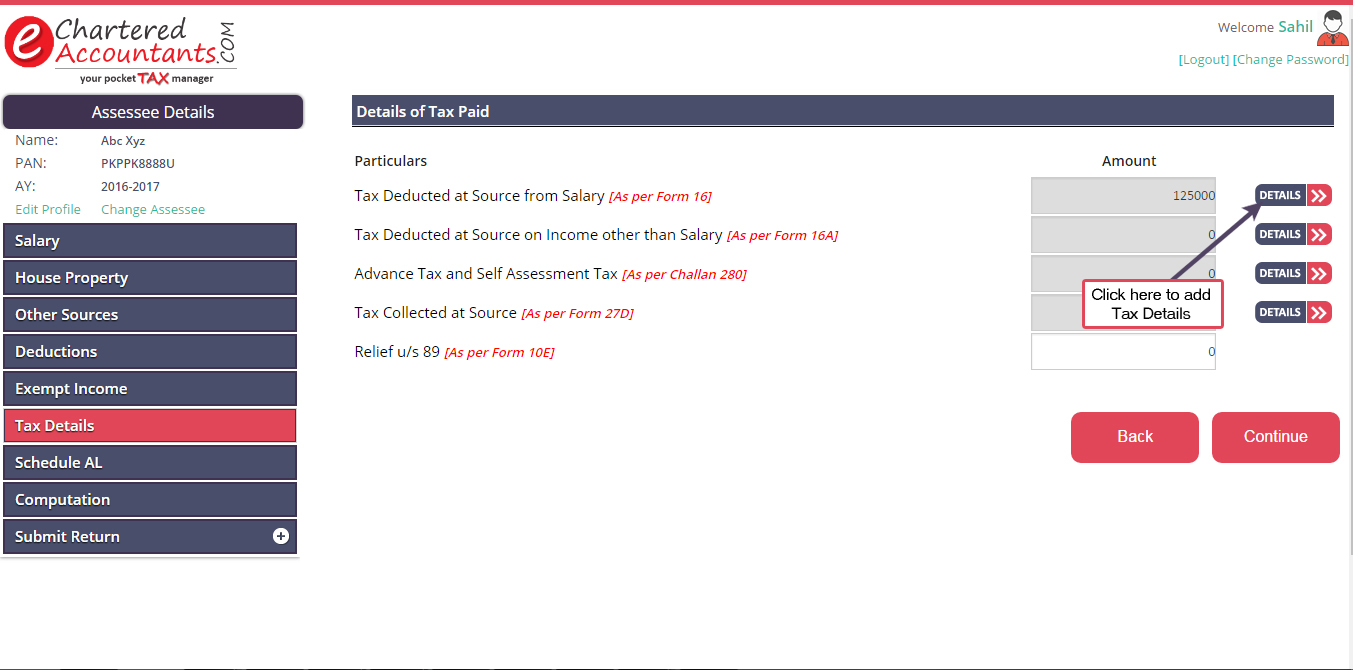 e Chartered Accountants.COM
your pocket TAX manager
Welcome Sahil
[Logout] [Change Password]
Assessee Details
Name: Abc Xyz
PAN: PKPPK8888U
AY: 2016-2017
Edit Profile Change Assessee
Salary
House Property
Other Sources
Deductions
Exempt Income
Tax Details
Schedule AL
Computation
Submit Return
Details of Tax Paid
Particulars Amount
Tax Deducted at Source from Salary [As per Form 16] 125000 DETAILS
Tax Deducted at Source on Income other than Salary [As per Form 16A] 0 DETAILS
Advance Tax and Self Assessment Tax [As per Challan 280] 0 DETAILS
Tax Collected at Source [As per Form 27D] DETAILS
Click here to add
Tax Details
Relief u/s 89 [As per Form 10E] 0
Back Continue